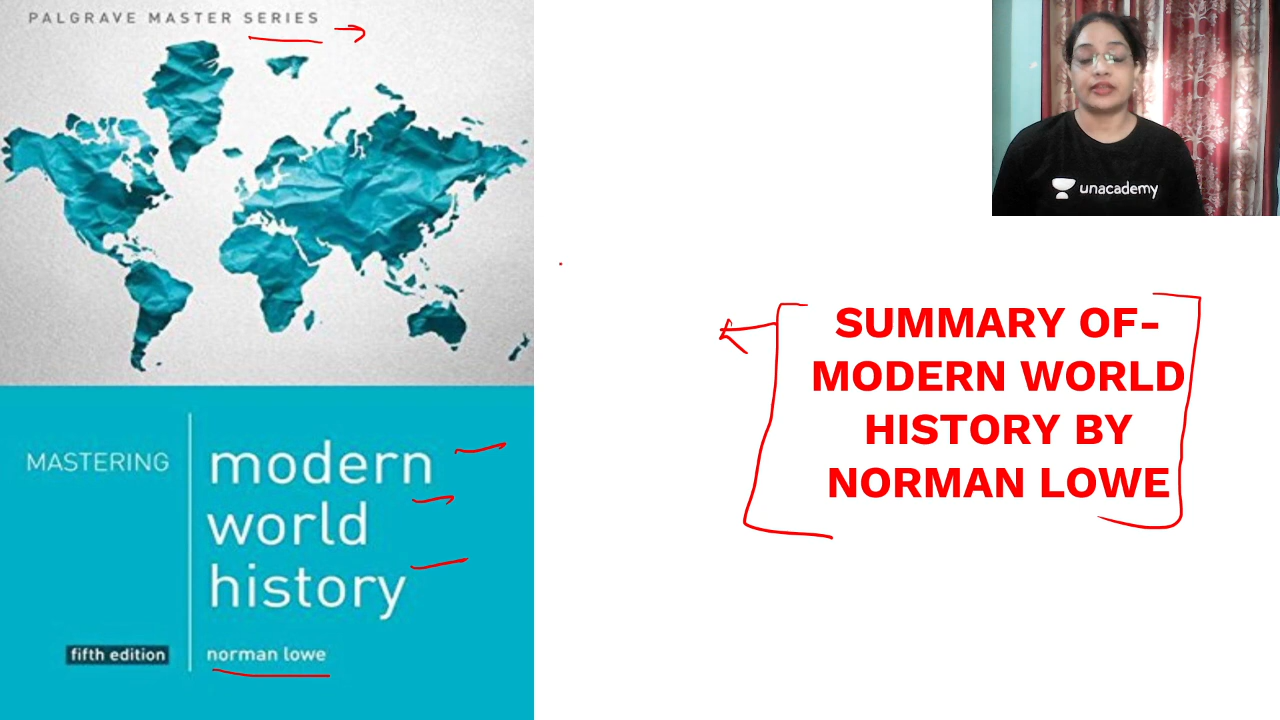 PALGRAVE MASTER SERIES
MASTERING
modern
world
history
fifth edition
norman lowe
unacademy
SUMMARY OF-
MODERN WORLD
HISTORY BY
NORMAN LOWE